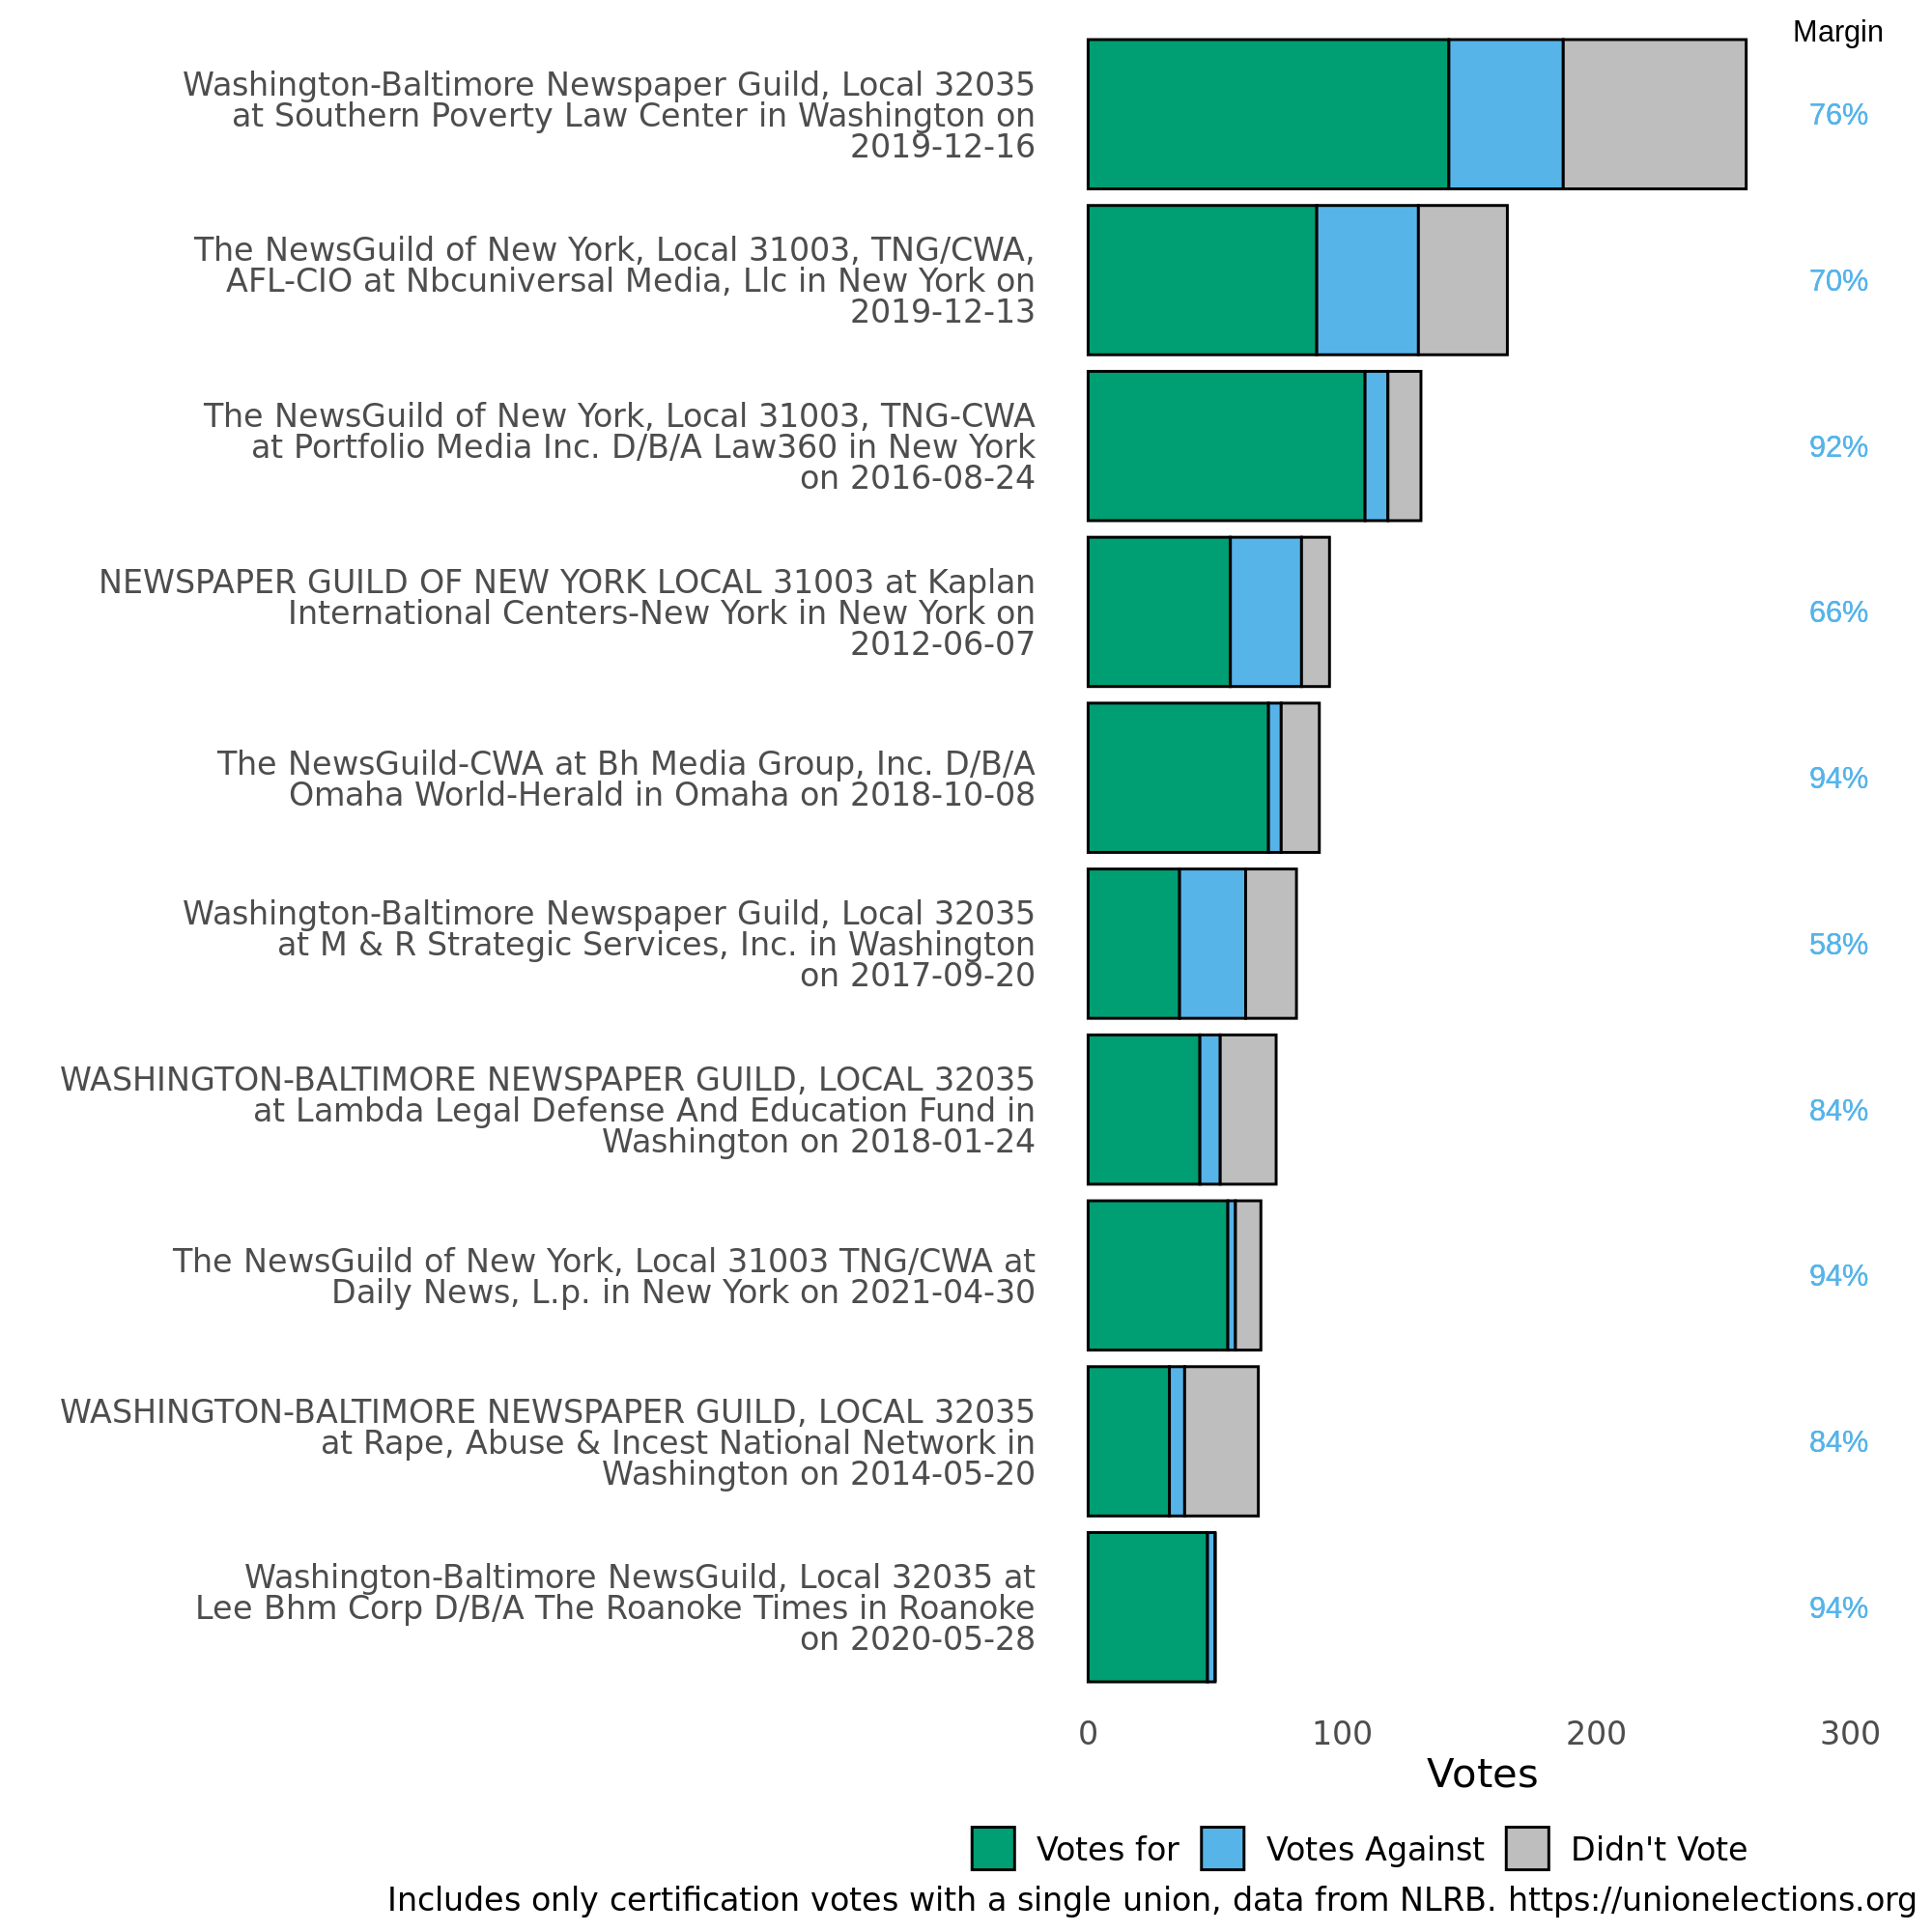 Margin
Washington-Baltimore Newspaper Guild, Local 32035
at Southern Poverty Law Center in Washington on
2019-12-16
76%
The NewsGuild of New York, Local 31003, TNG/CWA,
AFL-CIO at Nbcuniversal Media, Llc in New York on
2019-12-13
70%
The NewsGuild of New York, Local 31003, TNG-CWA
at Portfolio Media Inc. D/B/A Law360 in New York
on 2016-08-24
92%
NEWSPAPER GUILD OF NEW YORK LOCAL 31003 at Kaplan
International Centers-New York in New York on
2012-06-07
66%
The NewsGuild-CWA at Bh Media Group, Inc. D/B/A
Omaha World-Herald in Omaha on 2018-10-08
94%
Washington-Baltimore Newspaper Guild, Local 32035
at M & R Strategic Services, Inc. in Washington
on 2017-09-20
58%
WASHINGTON-BALTIMORE NEWSPAPER GUILD, LOCAL 32035
at Lambda Legal Defense And Education Fund in
Washington on 2018-01-24
84%
The NewsGuild of New York, Local 31003 TNG/CWA at
Daily News, L.p. in New York on 2021-04-30
94%
WASHINGTON-BALTIMORE NEWSPAPER GUILD, LOCAL 32035
at Rape, Abuse & Incest National Network in
Washington on 2014-05-20
84%
Washington-Baltimore NewsGuild, Local 32035 at
Lee Bhm Corp D/B/A The Roanoke Times in Roanoke
on 2020-05-28
94%
0 100 200 300
Votes
Votes for Votes Against Didn't Vote
Includes only certification votes with a single union, data from NLRB. https://unionelections.org